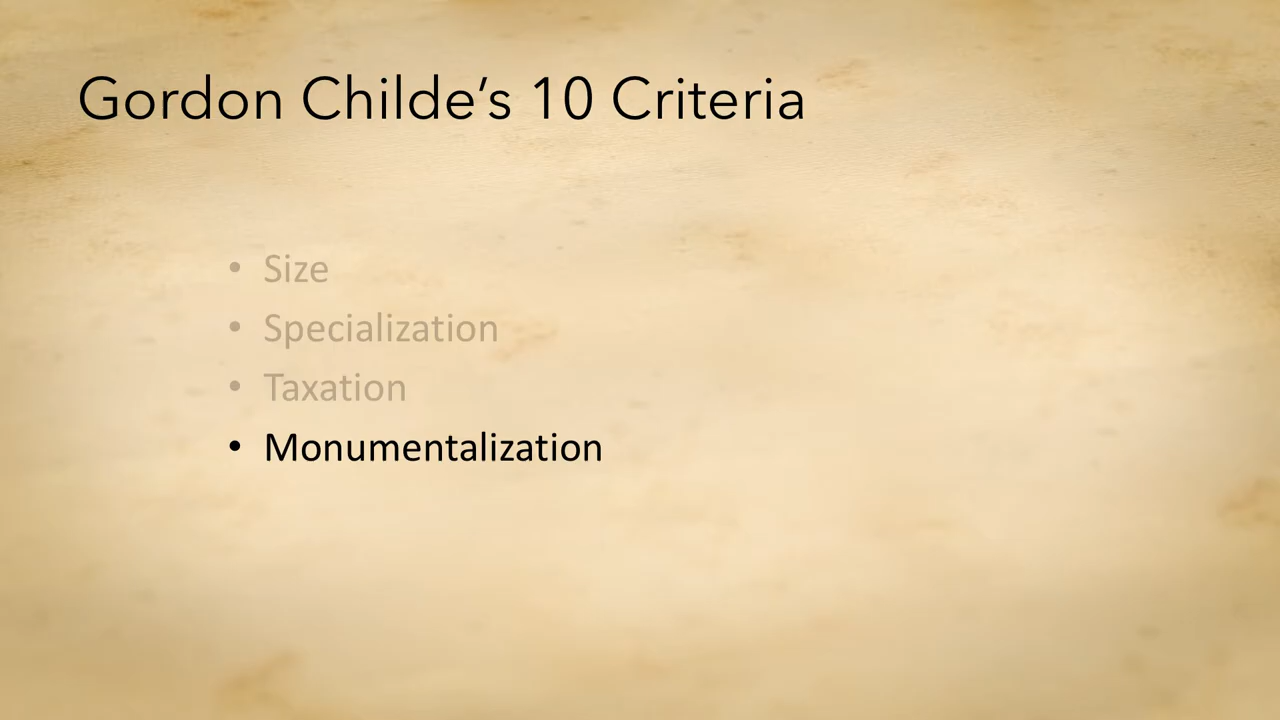 Gordon Childe’s 10 Criteria
• Size
• Specialization
• Taxation
• Monumentalization